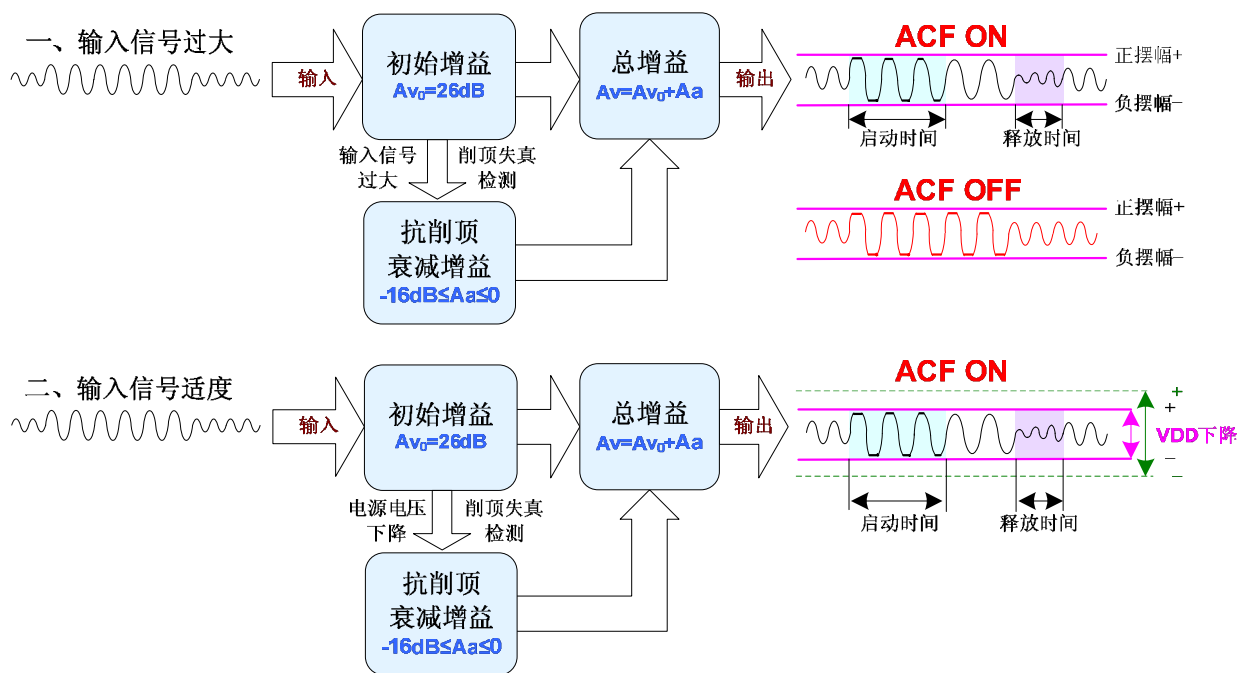 一、输入信号过大
输入
初始增益
Av₀=26dB
总增益
Av=Av₀+Aa
输出
ACF ON
正摆幅+
负摆幅−
启动时间
释放时间
输入信号
过大
削顶失真
检测
抗削顶
衰减增益
-16dB≤Aa≤0
ACF OFF
正摆幅+
负摆幅−
二、输入信号适度
输入
初始增益
Av₀=26dB
总增益
Av=Av₀+Aa
输出
ACF ON
+
+
VDD下降
−
−
启动时间
释放时间
电源电压
下降
削顶失真
检测
抗削顶
衰减增益
-16dB≤Aa≤0